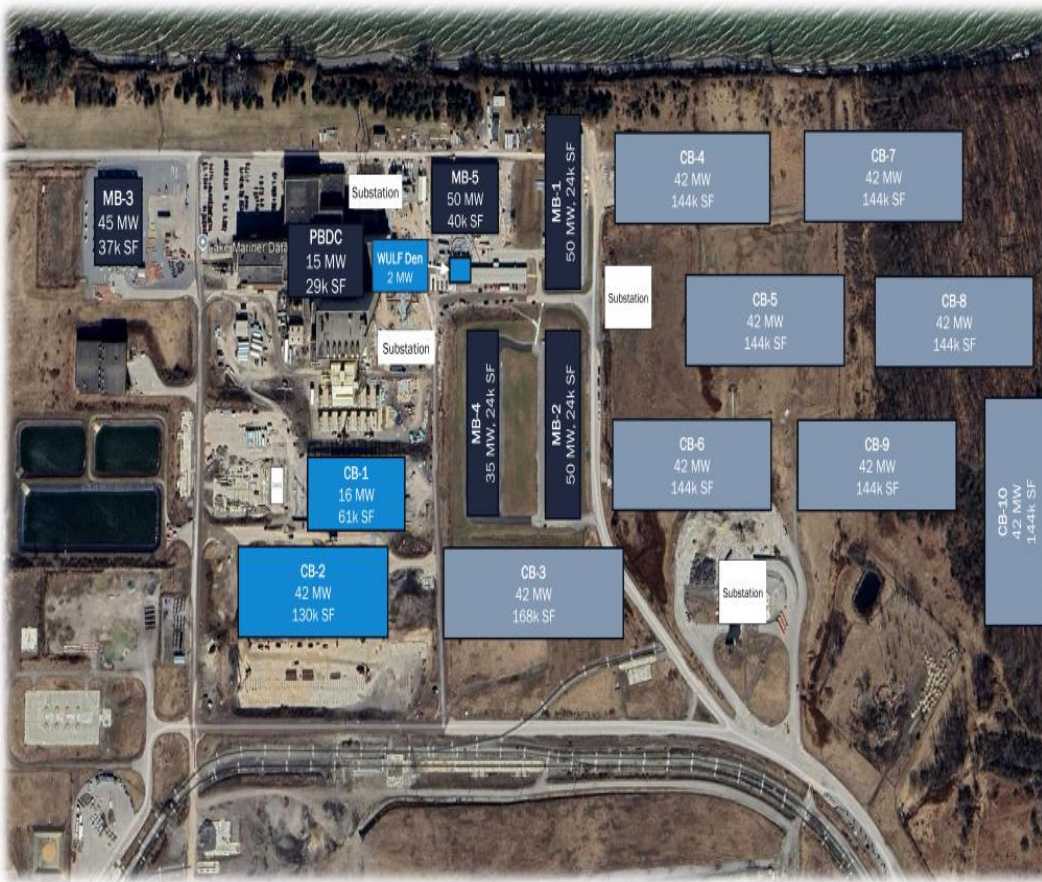 MB-3
45 MW
37k SF
Lake Mariner Data
Substation
PBDC
15 MW
29k SF
WULF Den
2 MW
MB-5
50 MW
40k SF
MB-1
50 MW, 24k SF
CB-4
42 MW
144k SF
CB-7
42 MW
144k SF
Substation
CB-5
42 MW
144k SF
CB-8
42 MW
144k SF
Substation
MB-4
35 MW, 24k SF
MB-2
50 MW, 24k SF
CB-6
42 MW
144k SF
CB-9
42 MW
144k SF
CB-10
42 MW
144k SF
CB-1
16 MW
61k SF
CB-2
42 MW
130k SF
CB-3
42 MW
168k SF
Substation